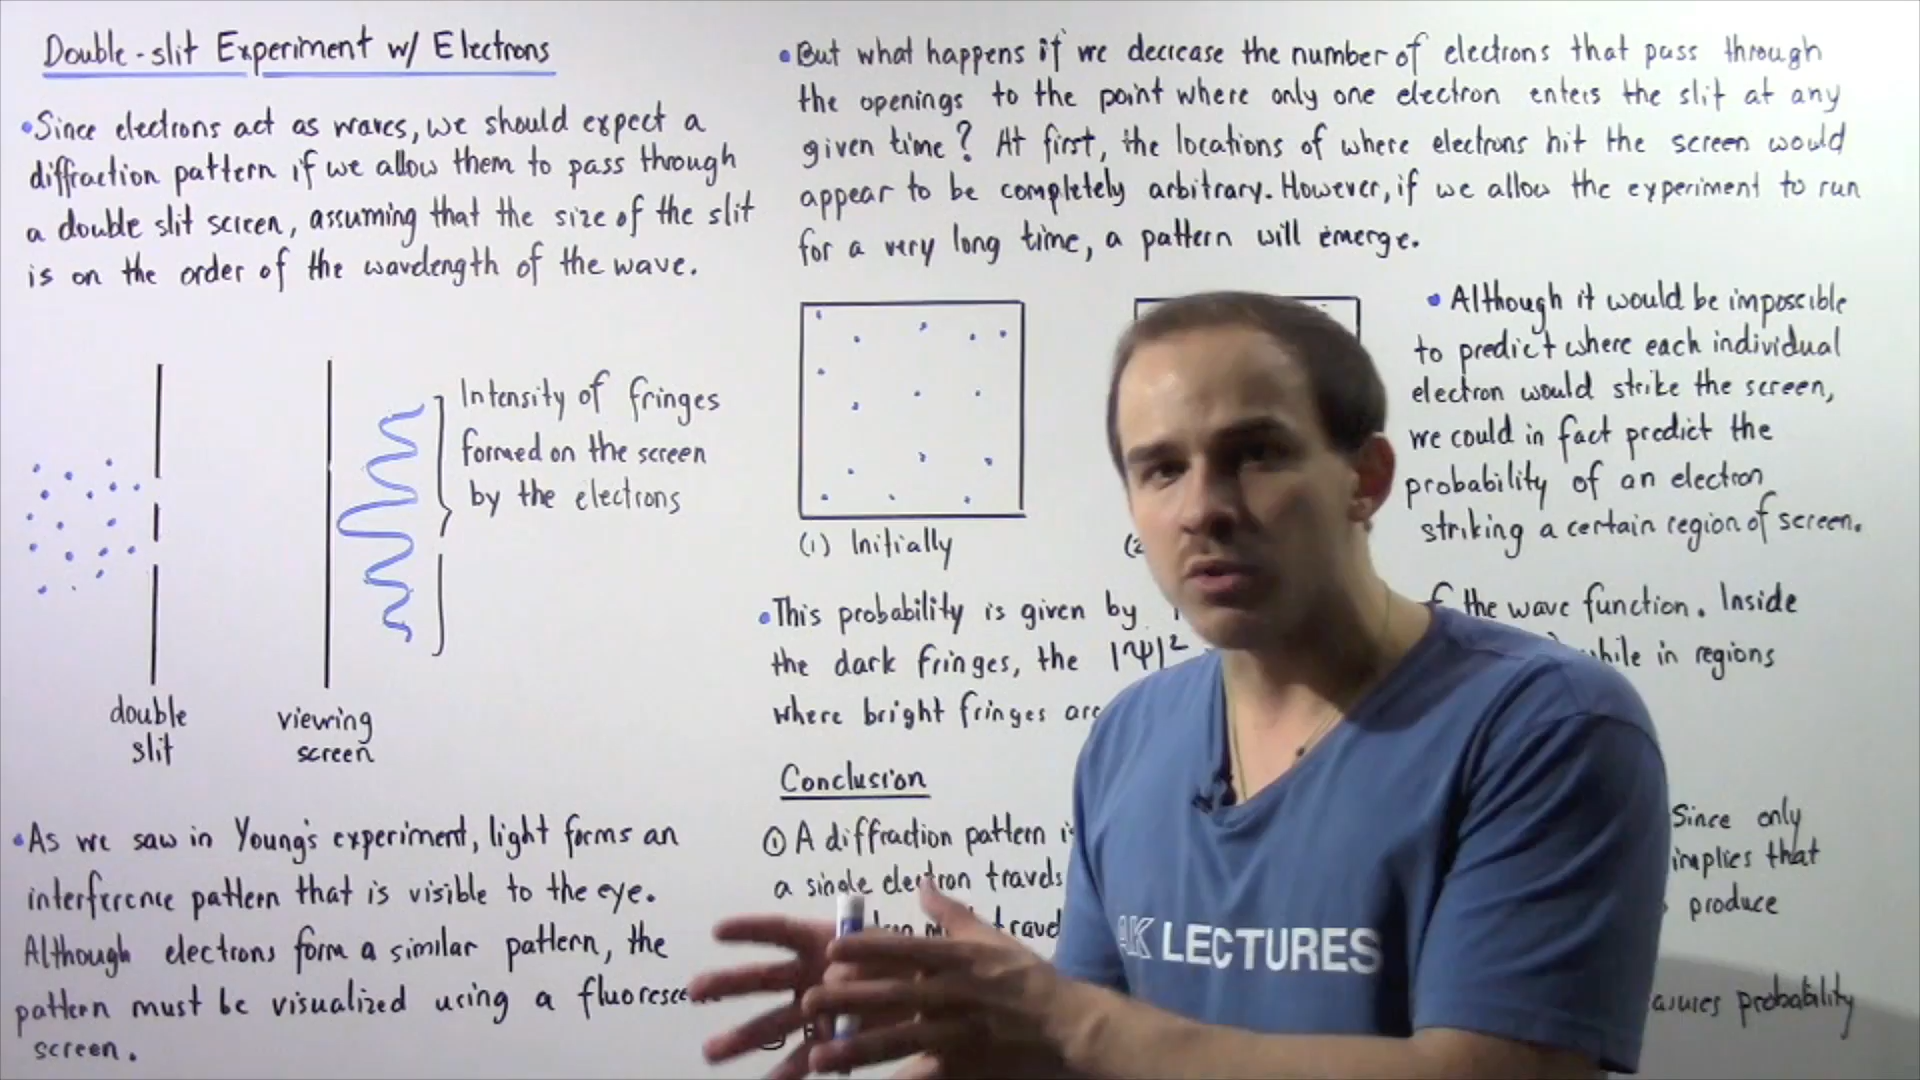 Double-slit Experiment w/ Electrons
•Since electrons act as waves, we should expect a
diffraction pattern if we allow them to pass through
a double slit screen, assuming that the size of the slit
is on the order of the wavelength of the wave.
Intensity of fringes
formed on the screen
by the electrons
double
slit
viewing
screen
•As we saw in Young's experiment, light forms an
interference pattern that is visible to the eye.
Although electrons form a similar pattern, the
pattern must be visualized using a
screen.
•But what happens if we decrease the number of electrons that pass through
the openings to the point where only one electron enters the slit at any
given time? At first, the locations of where electrons hit the screen would
appear to be completely arbitrary. However, if we allow the experiment to run
for a very long time, a pattern will emerge.
(1) Initially
(2
•Although it would be impossible
to predict where each individual
electron would strike the screen,
we could in fact predict the
probability of an electron
striking a certain region of screen.
•This probability is given by the wave function. Inside
the dark fringes, the |Ψ|² while in regions
where bright fringes are
Conclusion
① A diffraction pattern Since only
a single electron travels implies that
travel produce
probability
AK LECTURES